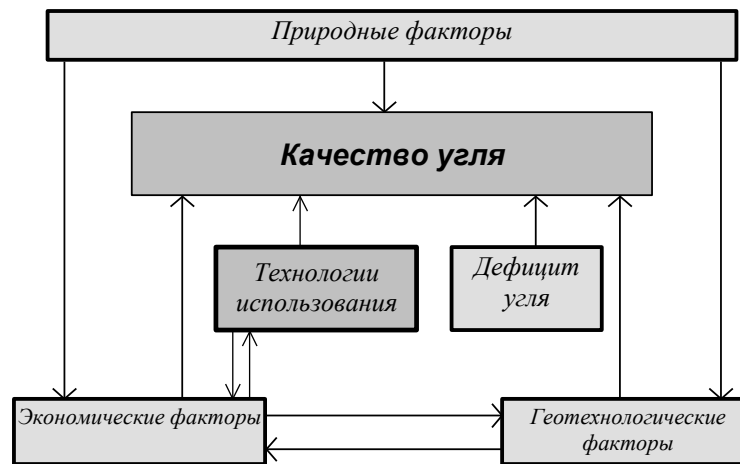 Природные факторы
Качество угля
Технологии
использования
Дефицит
угля
Экономические факторы
Геотехнологические
факторы